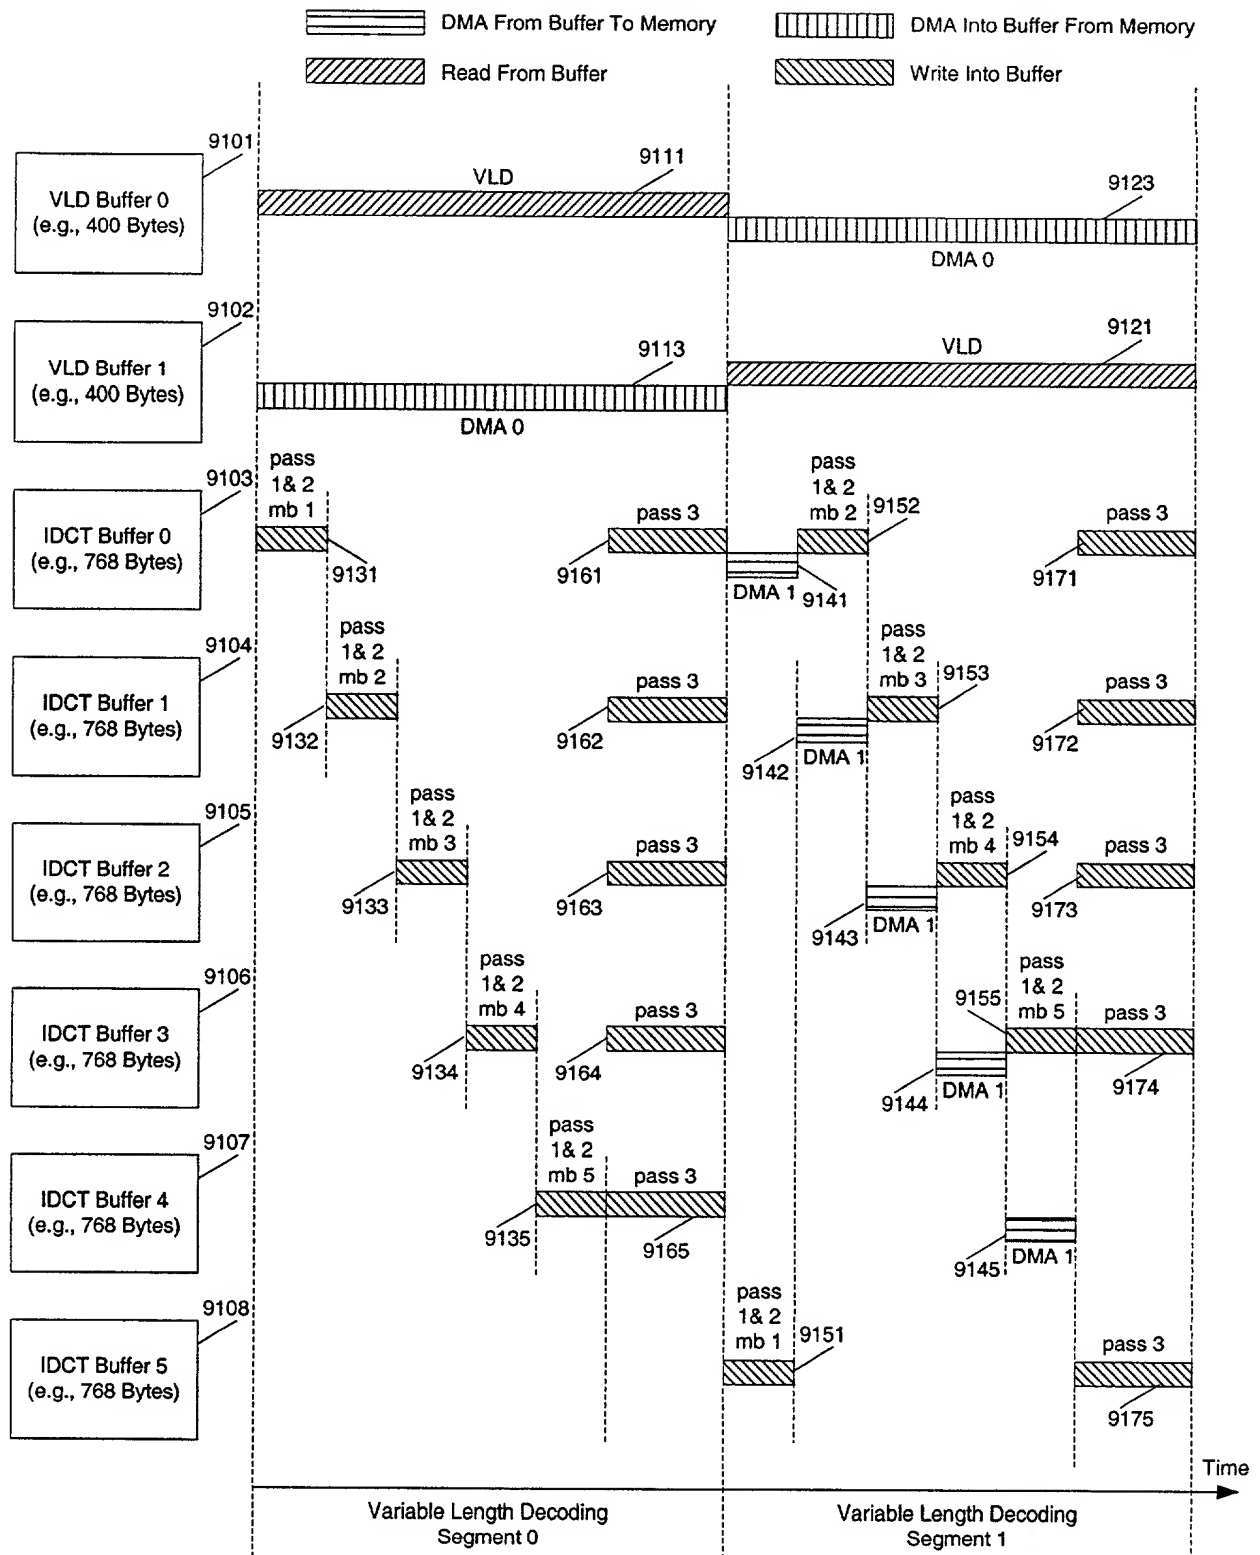 DMA From Buffer To Memory
DMA Into Buffer From Memory
Read From Buffer
Write Into Buffer
9101
VLD Buffer 0
(e.g., 400 Bytes)
VLD
9111
9123
DMA 0
9102
VLD Buffer 1
(e.g., 400 Bytes)
9113
DMA 0
VLD
9121
9103
IDCT Buffer 0
(e.g., 768 Bytes)
pass
1& 2
mb 1
9131
pass 3
9161
DMA 1
9141
pass
1& 2
mb 2
9152
pass 3
9171
9104
IDCT Buffer 1
(e.g., 768 Bytes)
pass
1& 2
mb 2
9132
pass 3
9162
9142
DMA 1
pass
1& 2
mb 3
9153
pass 3
9172
9105
IDCT Buffer 2
(e.g., 768 Bytes)
pass
1& 2
mb 3
9133
pass 3
9163
9143
DMA 1
pass
1& 2
mb 4
9154
pass 3
9173
9106
IDCT Buffer 3
(e.g., 768 Bytes)
pass
1& 2
mb 4
9134
pass 3
9164
9144
DMA 1
9155
pass
1& 2
mb 5
pass 3
9174
9107
IDCT Buffer 4
(e.g., 768 Bytes)
pass
1& 2
mb 5
9135
pass 3
9165
9145
DMA 1
9108
IDCT Buffer 5
(e.g., 768 Bytes)
pass
1& 2
mb 1
9151
pass 3
9175
Time
Variable Length Decoding
Segment 0
Variable Length Decoding
Segment 1